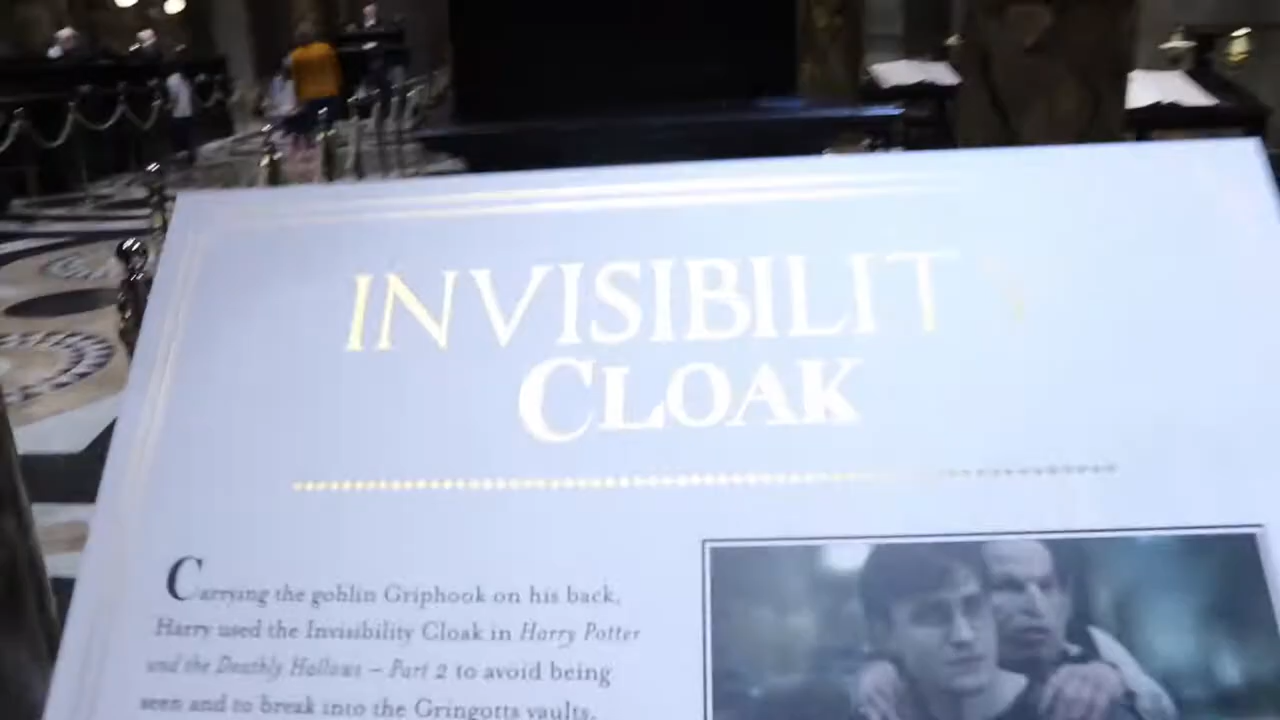 INVISIBILITY
CLOAK
Carrying the goblin Griphook on his back,
Harry used the Invisibility Cloak in Harry Potter
and the Deathly Hallows – Part 2 to avoid being
seen and to break into the Gringotts vaults.